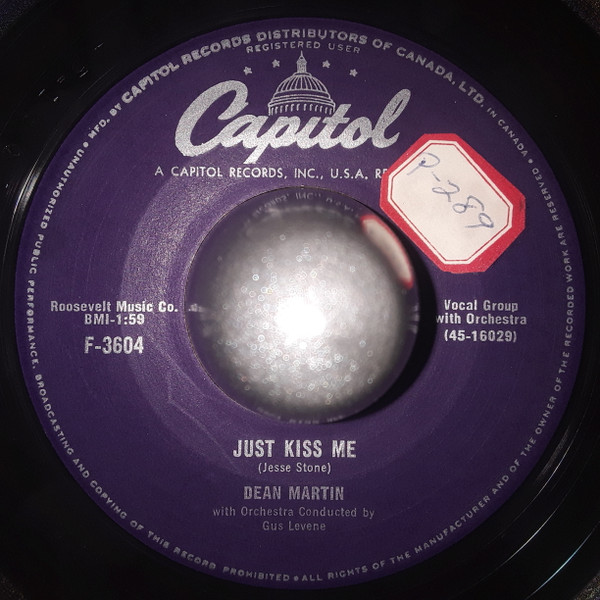 MFD. BY CAPITOL RECORDS DISTRIBUTORS OF CANADA, LTD. IN CANADA • UNAUTHORIZED PUBLIC PERFORMANCE, BROADCASTING AND COPYING OF THIS RECORD PROHIBITED • ALL RIGHTS OF THE MANUFACTURER AND OF THE OWNER OF THE RECORDED WORK ARE RESERVED •
REGISTERED USER
Capitol
A CAPITOL RECORDS, INC., U.S.A.
P-289
Roosevelt Music Co.
BMI-1:59
F-3604
Vocal Group
with Orchestra
(45-16029)
JUST KISS ME
(Jesse Stone)
DEAN MARTIN
with Orchestra Conducted by
Gus Levene